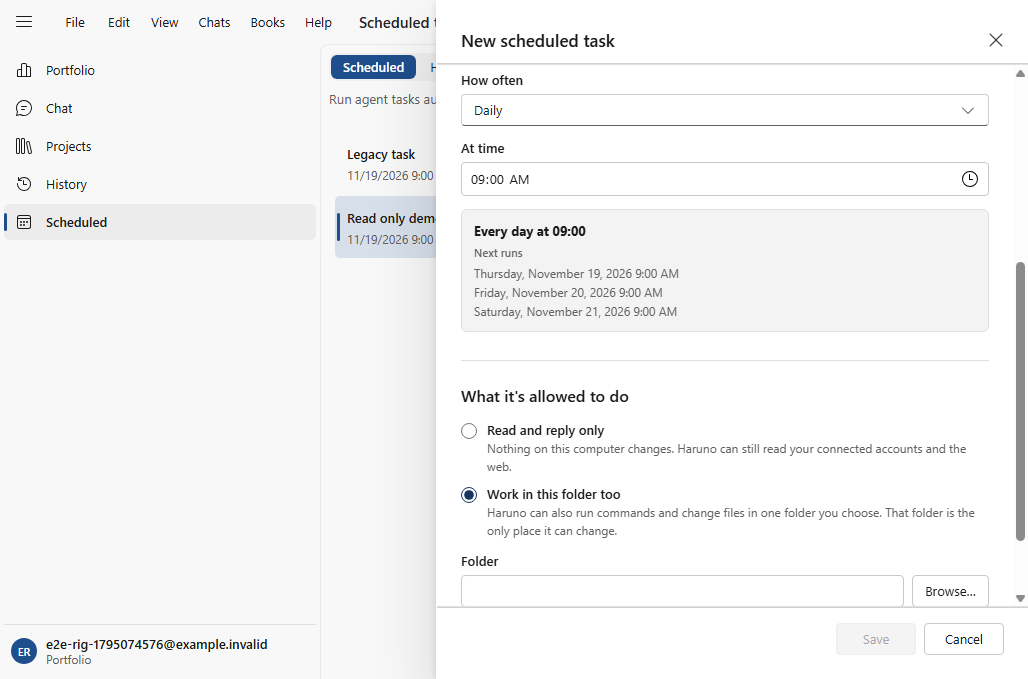 File Edit View Chats Books Help
Scheduled
Portfolio
Chat
Projects
History
Scheduled
ER
e2e-rig-1795074576@example.invalid
Portfolio
Scheduled
Run agent tasks
Legacy task
11/19/2026 9:00
Read only
11/19/2026 9:00
New scheduled task
How often
Daily
At time
09:00 AM
Every day at 09:00
Next runs
Thursday, November 19, 2026 9:00 AM
Friday, November 20, 2026 9:00 AM
Saturday, November 21, 2026 9:00 AM
What it's allowed to do
Read and reply only
Nothing on this computer changes. Haruno can still read your connected accounts and the
web.
Work in this folder too
Haruno can also run commands and change files in one folder you choose. That folder is the
only place it can change.
Folder
Browse...
Save
Cancel